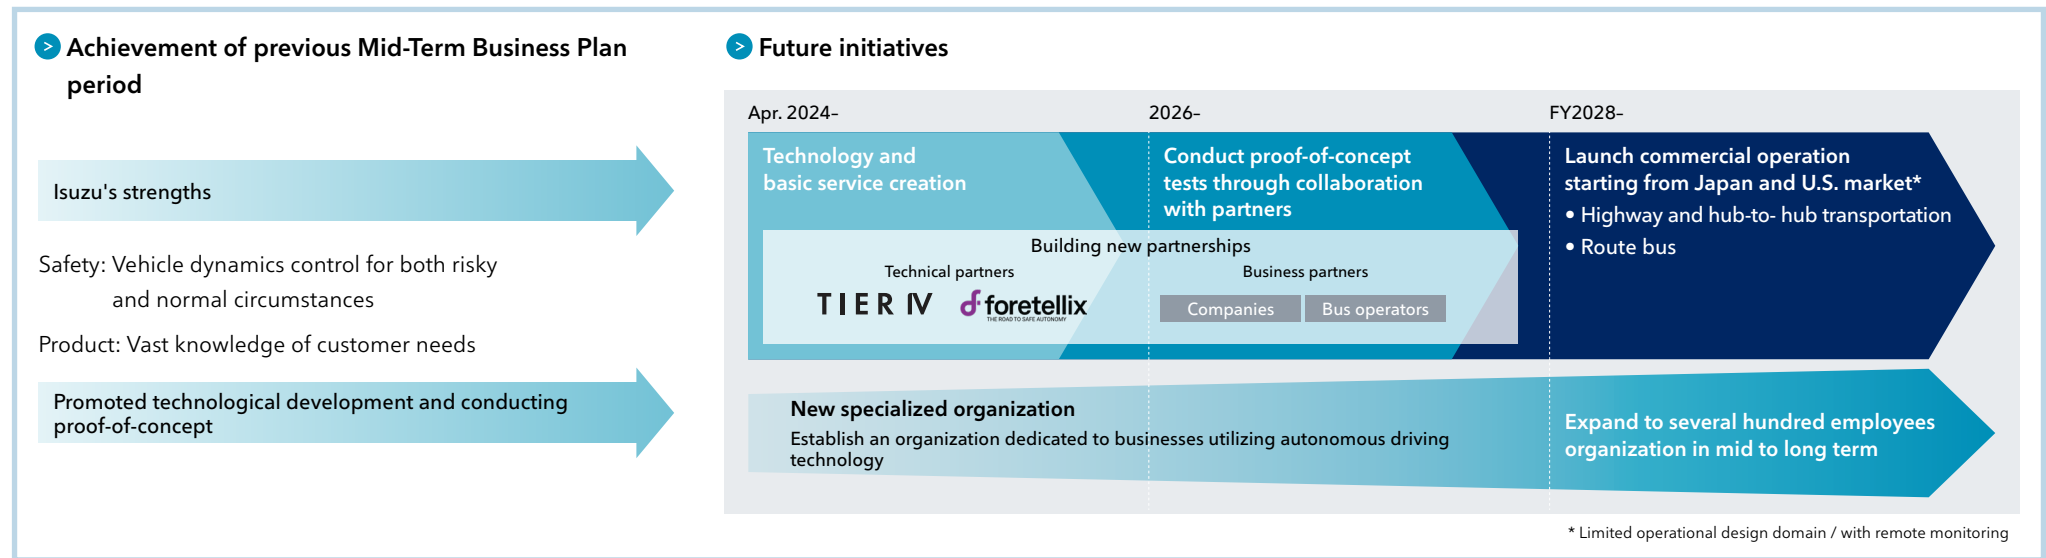 Achievement of previous Mid-Term Business Plan
period
Isuzu's strengths
Safety: Vehicle dynamics control for both risky
and normal circumstances
Product: Vast knowledge of customer needs
Promoted technological development and conducting
proof-of-concept
Future initiatives
Apr. 2024–
2026–
FY2028–
Technology and
basic service creation
Conduct proof-of-concept
tests through collaboration
with partners
Launch commercial operation
starting from Japan and U.S. market*
• Highway and hub-to- hub transportation
• Route bus
Building new partnerships
Technical partners
TIER IV
foretellix
THE ROAD TO SAFE AUTONOMY
Business partners
Companies
Bus operators
New specialized organization
Establish an organization dedicated to businesses utilizing autonomous driving
technology
Expand to several hundred employees
organization in mid to long term
* Limited operational design domain / with remote monitoring